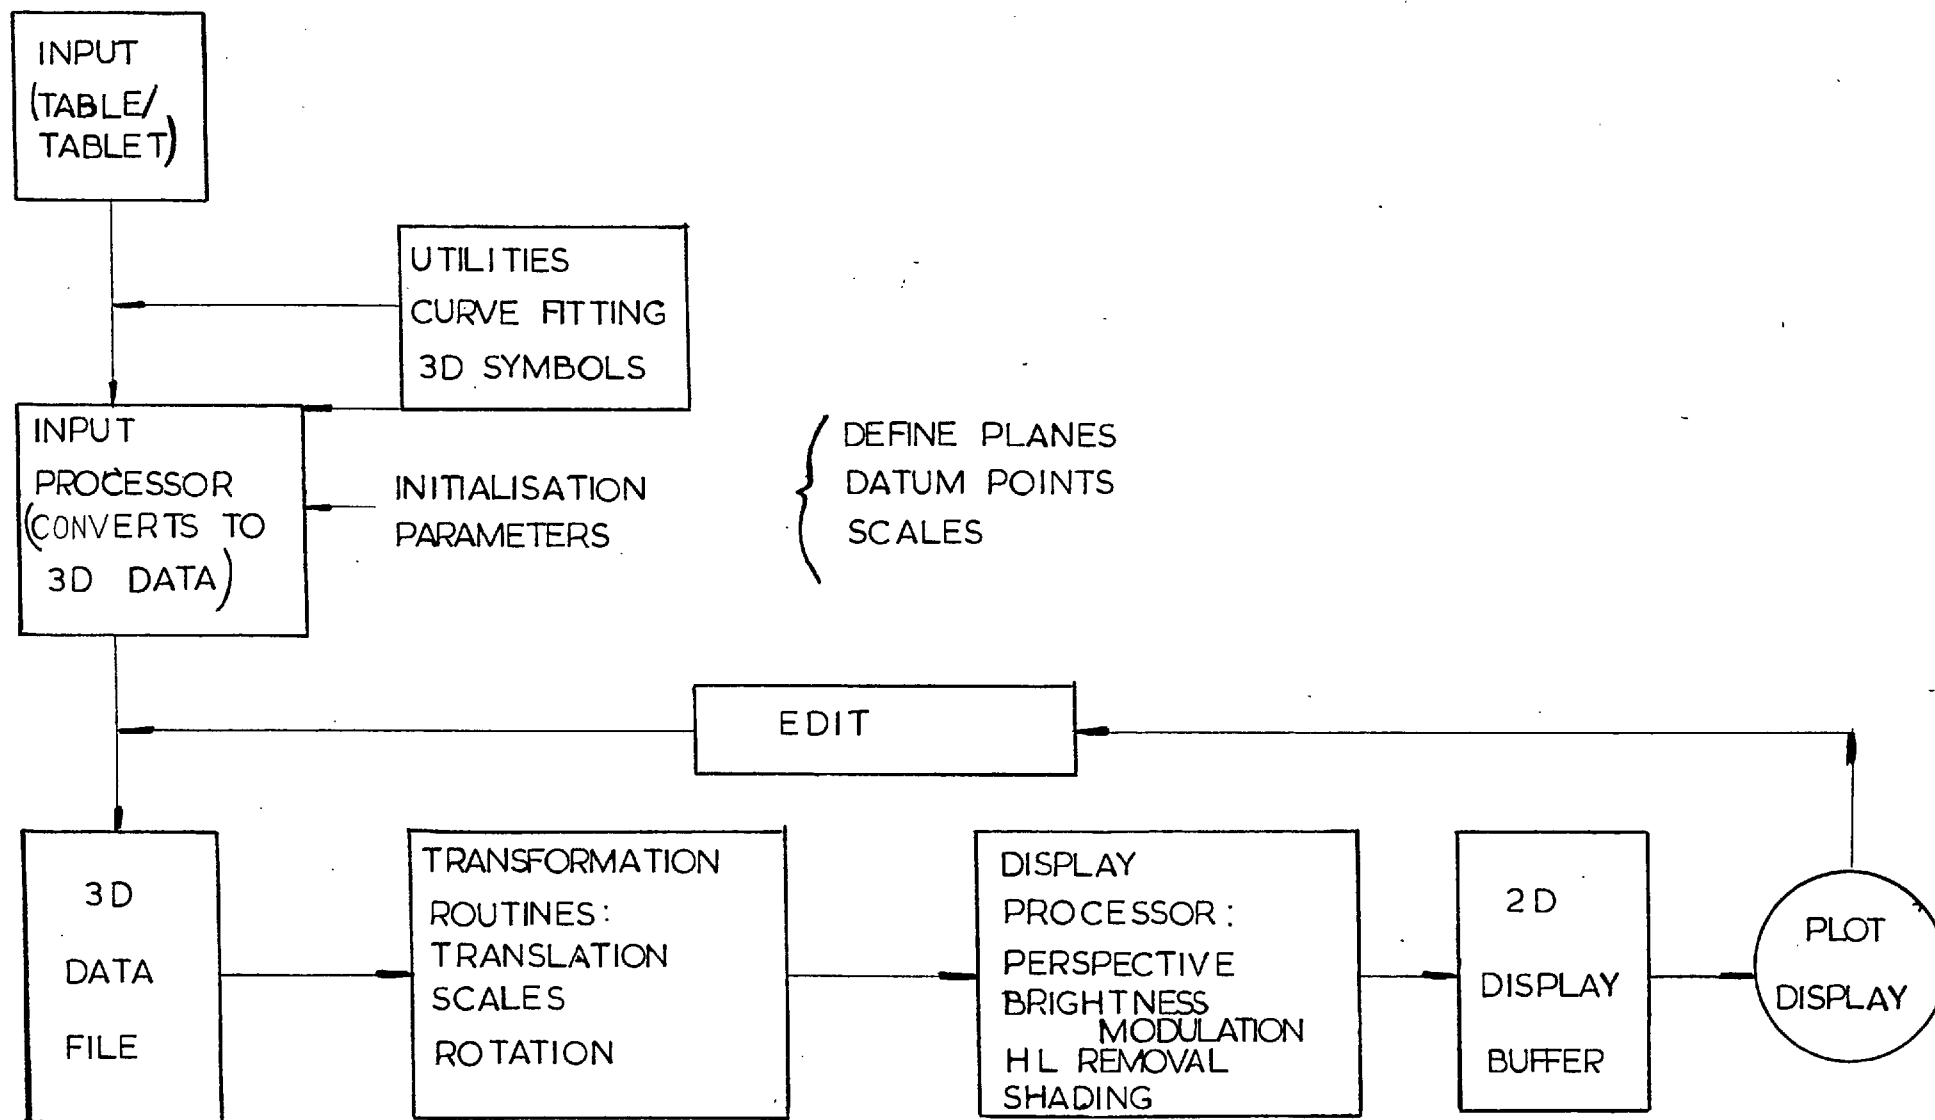 INPUT
(TABLE/
TABLET)
UTILITIES
CURVE FITTING
3D SYMBOLS
INPUT
PROCESSOR
(CONVERTS TO
3D DATA)
INITIALISATION
PARAMETERS
DEFINE PLANES
DATUM POINTS
SCALES
EDIT
3D
DATA
FILE
TRANSFORMATION
ROUTINES:
TRANSLATION
SCALES
ROTATION
DISPLAY
PROCESSOR:
PERSPECTIVE
BRIGHTNESS
MODULATION
HL REMOVAL
SHADING
2D
DISPLAY
BUFFER
PLOT
DISPLAY